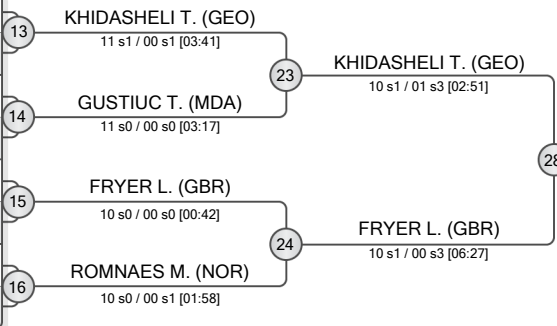 13
KHIDASHELI T. (GEO)
11 s1 / 00 s1 [03:41]
23
KHIDASHELI T. (GEO)
10 s1 / 01 s3 [02:51]
14
GUSTIUC T. (MDA)
11 s0 / 00 s0 [03:17]
28
15
FRYER L. (GBR)
10 s0 / 00 s0 [00:42]
24
FRYER L. (GBR)
10 s1 / 00 s3 [06:27]
16
ROMNAES M. (NOR)
10 s0 / 00 s1 [01:58]